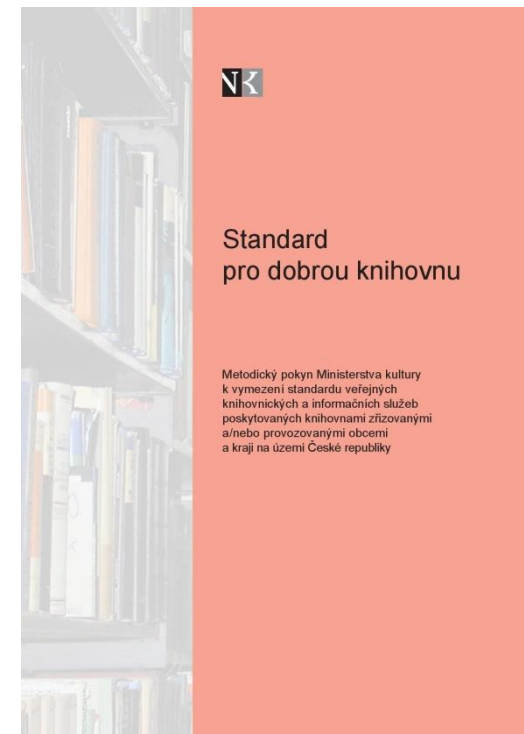 NK
Standard
pro dobrou knihovnu
Metodický pokyn Ministerstva kultury
k vymezení standardu veřejných
knihovnických a informačních služeb
poskytovaných knihovnami zřizovanými
a/nebo provozovanými obcemi
a kraji na území České republiky